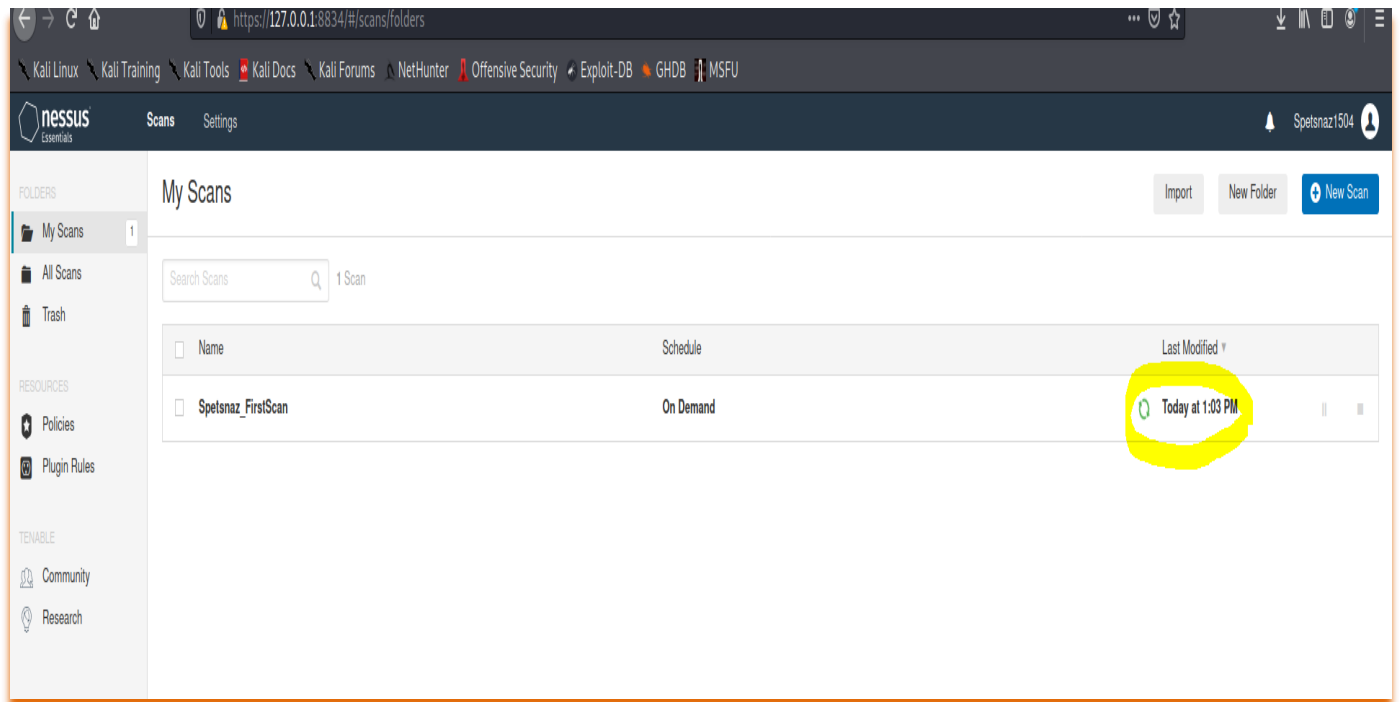 https://127.0.0.1:8834/#/scans/folders
Kali Linux Kali Training Kali Tools Kali Docs Kali Forums NetHunter Offensive Security Exploit-DB GHDB MSFU
nessus Essentials Scans Settings Spetsnaz1504
FOLDERS
My Scans 1
All Scans
Trash
RESOURCES
Policies
Plugin Rules
TENABLE
Community
Research
My Scans Import New Folder New Scan
Search Scans 1 Scan
Name Schedule Last Modified
Spetsnaz_FirstScan On Demand Today at 1:03 PM